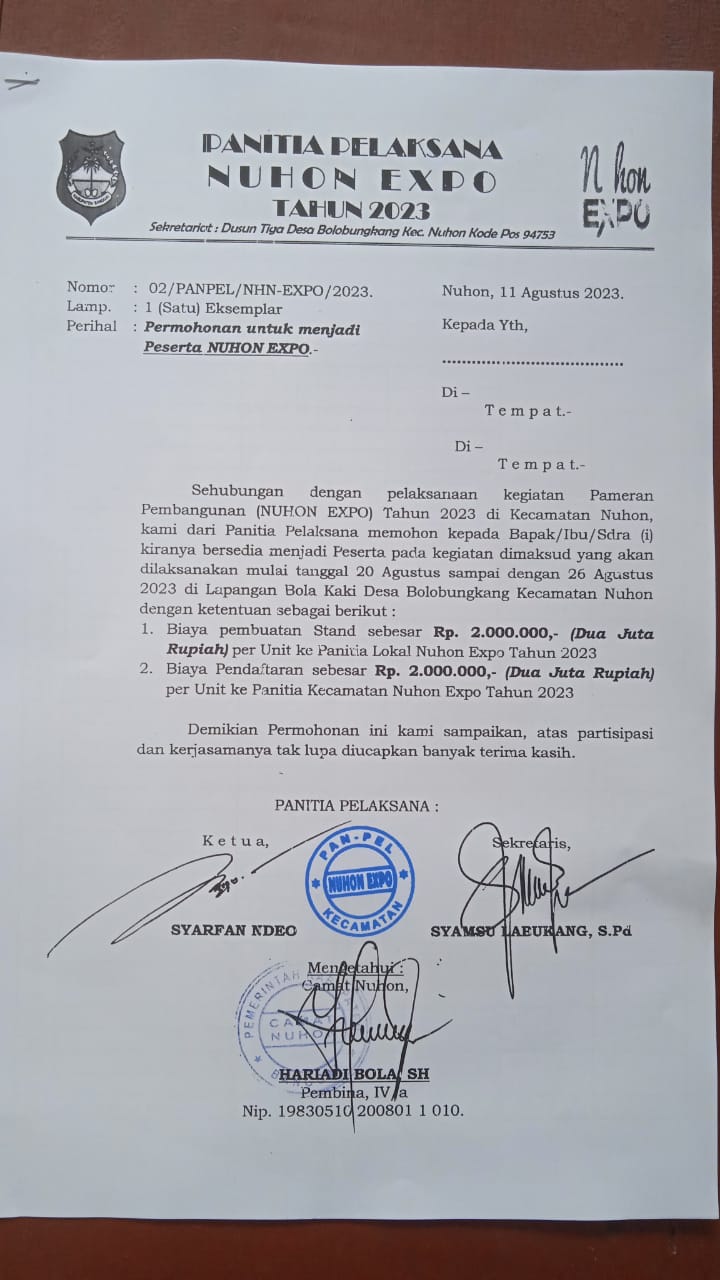 PANITIA PELAKSANA
NUHON EXPO
TAHUN 2023
Sekretariat : Dusun Tiga Desa Bolobungkang Kec. Nuhon Kode Pos 94753
N hon
EXPO
Nomor : 02/PANPEL/NHN-EXPO/2023.
Lamp. : 1 (Satu) Eksemplar
Perihal : Permohonan untuk menjadi
Peserta NUHON EXPO.-
Nuhon, 11 Agustus 2023.
Kepada Yth,
........................................
Di –
T e m p a t.-
Di –
T e m p a t.-
Sehubungan dengan pelaksanaan kegiatan Pameran
Pembangunan (NUHON EXPO) Tahun 2023 di Kecamatan Nuhon,
kami dari Panitia Pelaksana memohon kepada Bapak/Ibu/Sdra (i)
kiranya bersedia menjadi Peserta pada kegiatan dimaksud yang akan
dilaksanakan mulai tanggal 20 Agustus sampai dengan 26 Agustus
2023 di Lapangan Bola Kaki Desa Bolobungkang Kecamatan Nuhon
dengan ketentuan sebagai berikut :
1. Biaya pembuatan Stand sebesar Rp. 2.000.000,- (Dua Juta
Rupiah) per Unit ke Panitia Lokal Nuhon Expo Tahun 2023
2. Biaya Pendaftaran sebesar Rp. 2.000.000,- (Dua Juta Rupiah)
per Unit ke Panitia Kecamatan Nuhon Expo Tahun 2023
Demikian Permohonan ini kami sampaikan, atas partisipasi
dan kerjasamanya tak lupa diucapkan banyak terima kasih.
PANITIA PELAKSANA :
K e t u a,
Sekretaris,
PAN-PEL
NUHON EXPO
KECAMATAN
SYARFAN NDEO
SYAMSU LABUKANG, S.Pd
Mengetahui :
Camat Nuhon,
PEMERINTAH
CAMAT
NUHON
HARIADI BOLA, SH
Pembina, IV/a
Nip. 19830510 200801 1 010.